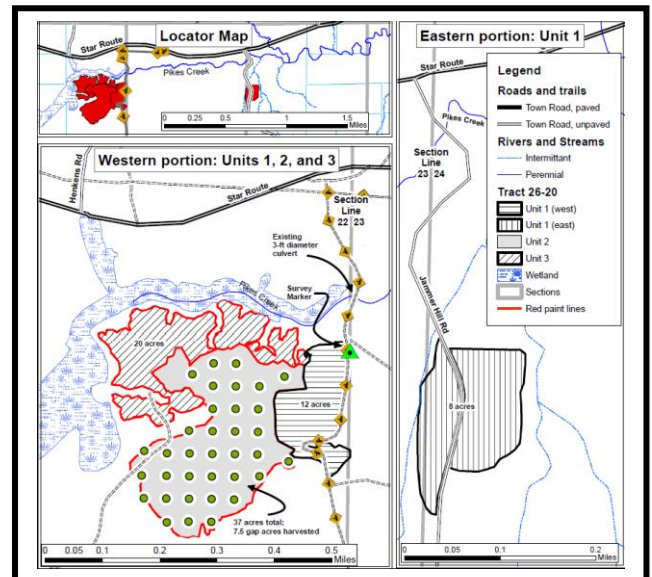 Locator Map
Star Route
Pikes Creek
0 0.25 0.5 1 1.5
Miles
Western portion: Units 1, 2, and 3
Henkens Rd
Star Route
Section
Line
22 23
Existing
3-ft diameter
culvert
Survey
Marker
Pikes Creek
20 acres
12 acres
37 acres total;
7.5 gap acres harvested
0 0.05 0.1 0.2 0.3 0.4 0.5
Miles
Eastern portion: Unit 1
Star Route
Pikes Creek
Section
Line
23 24
Jammer Hill Rd
8 acres
0 0.05 0.1 0.2
Miles
Legend
Roads and trails
Town Road, paved
Town Road, unpaved
Rivers and Streams
Intermittant
Perennial
Tract 26-20
Unit 1 (west)
Unit 1 (east)
Unit 2
Unit 3
Wetland
Sections
Red paint lines